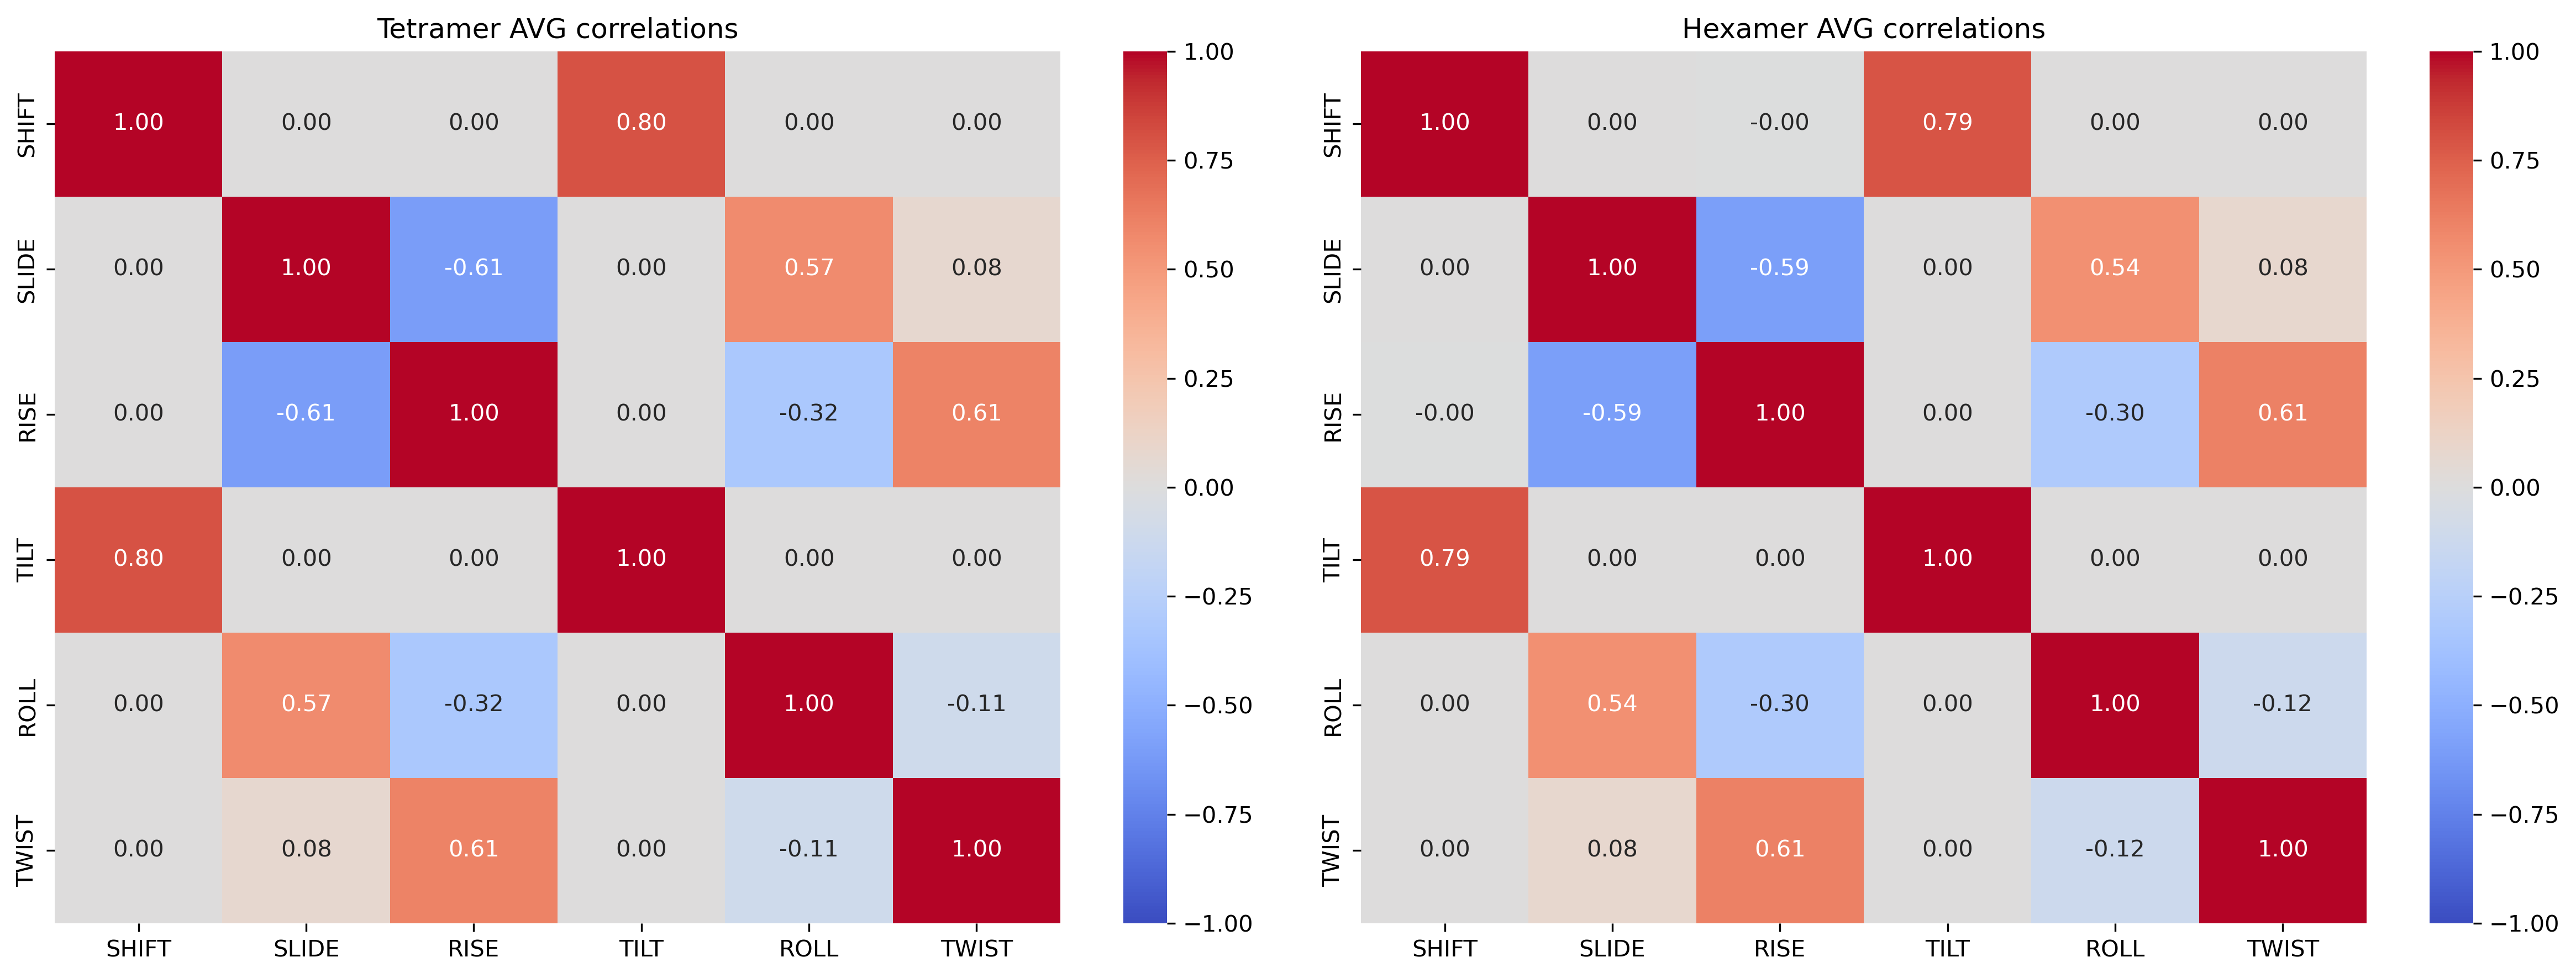 Tetramer AVG correlations
SHIFT 1.00 0.00 0.00 0.80 0.00 0.00
SLIDE 0.00 1.00 -0.61 0.00 0.57 0.08
RISE 0.00 -0.61 1.00 0.00 -0.32 0.61
TILT 0.80 0.00 0.00 1.00 0.00 0.00
ROLL 0.00 0.57 -0.32 0.00 1.00 -0.11
TWIST 0.00 0.08 0.61 0.00 -0.11 1.00
SHIFT SLIDE RISE TILT ROLL TWIST
1.00
0.75
0.50
0.25
0.00
−0.25
−0.50
−0.75
−1.00
Hexamer AVG correlations
SHIFT 1.00 0.00 -0.00 0.79 0.00 0.00
SLIDE 0.00 1.00 -0.59 0.00 0.54 0.08
RISE -0.00 -0.59 1.00 0.00 -0.30 0.61
TILT 0.79 0.00 0.00 1.00 0.00 0.00
ROLL 0.00 0.54 -0.30 0.00 1.00 -0.12
TWIST 0.00 0.08 0.61 0.00 -0.12 1.00
SHIFT SLIDE RISE TILT ROLL TWIST
1.00
0.75
0.50
0.25
0.00
−0.25
−0.50
−0.75
−1.00